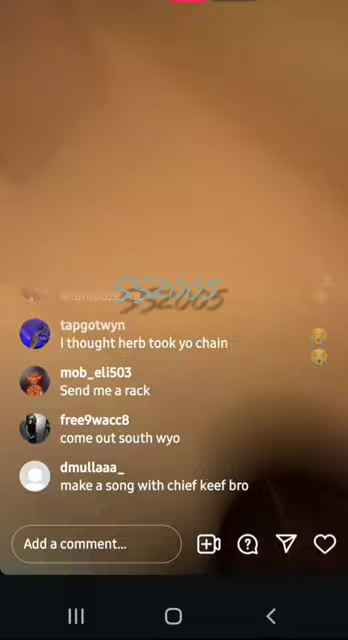 SS2005
tapgotwyn
I thought herb took yo chain
mob_eli503
Send me a rack
free9wacc8
come out south wyo
dmullaaa_
make a song with chief keef bro
Add a comment...